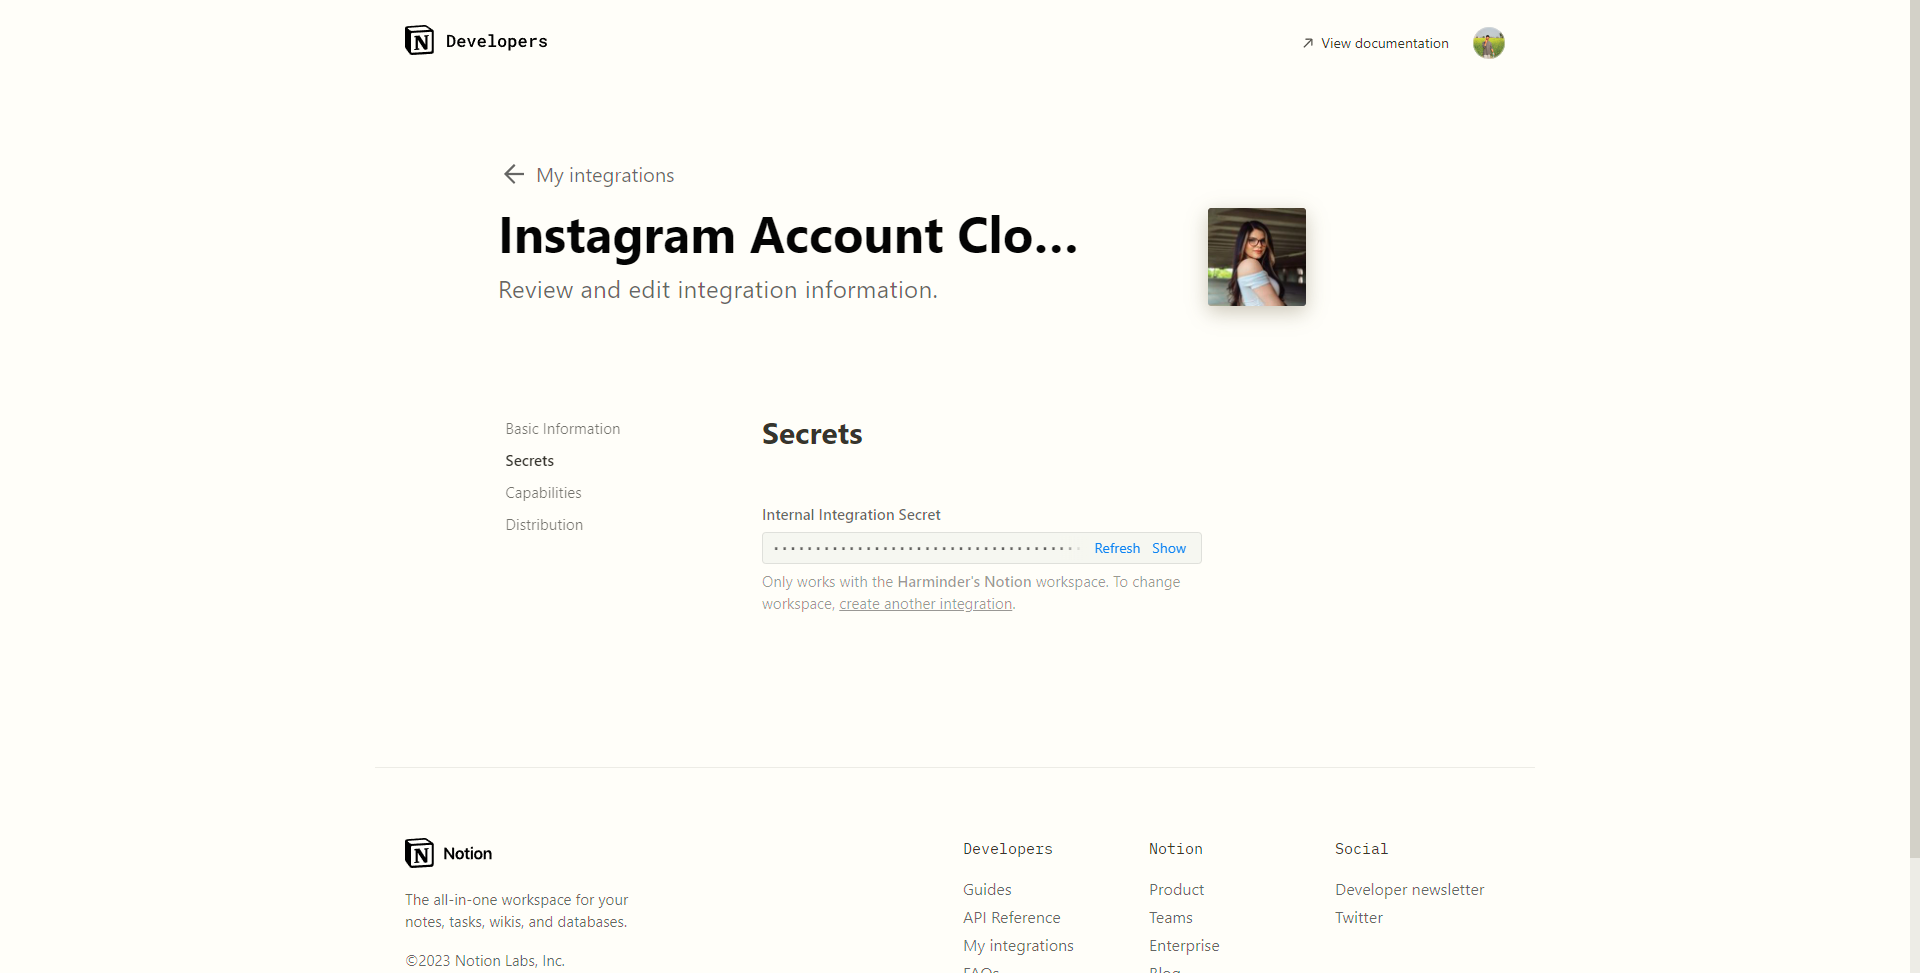 Developers
View documentation
My integrations
Instagram Account Clo...
Review and edit integration information.
Basic Information
Secrets
Capabilities
Distribution
Secrets
Internal Integration Secret
Refresh Show
Only works with the Harminder's Notion workspace. To change
workspace, create another integration.
Notion
The all-in-one workspace for your
notes, tasks, wikis, and databases.
©2023 Notion Labs, Inc.
Developers
Guides
API Reference
My integrations
FAQs
Notion
Product
Teams
Enterprise
Blog
Social
Developer newsletter
Twitter